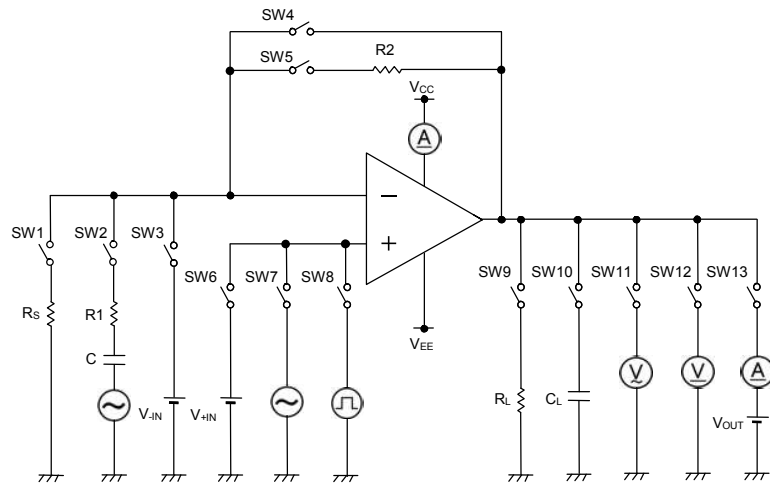 SW4
SW5
R2
VCC
A
SW1
SW2
SW3
−
+
SW6
SW7
SW8
SW9
SW10
SW11
SW12
SW13
VEE
RS
R1
C
V-IN
V+IN
RL
CL
V
V
A
VOUT